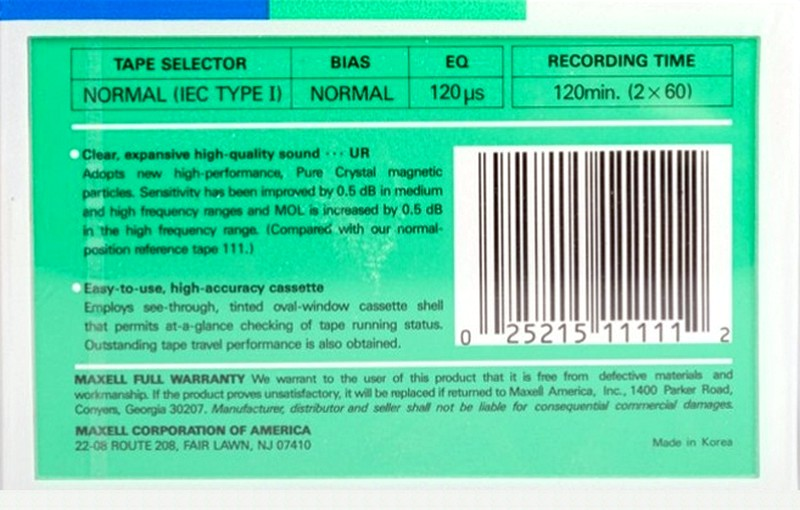 TAPE SELECTOR BIAS EQ RECORDING TIME
NORMAL (IEC TYPE I) NORMAL 120 μs 120min. (2 × 60)
Clear, expansive high-quality sound ··· UR
Adopts new high-performance, Pure Crystal magnetic
particles. Sensitivity has been improved by 0.5 dB in medium
and high frequency ranges and MOL is increased by 0.5 dB
in the high frequency range. (Compared with our normal-
position reference tape 111.)
Easy-to-use, high-accuracy cassette
Employs see-through, tinted oval-window cassette shell
that permits at-a-glance checking of tape running status.
Outstanding tape travel performance is also obtained.
0 25215 11111 2
MAXELL FULL WARRANTY We warrant to the user of this product that it is free from defective materials and
workmanship. If the product proves unsatisfactory, it will be replaced if returned to Maxell America, Inc., 1400 Parker Road,
Conyers, Georgia 30207. Manufacturer, distributor and seller shall not be liable for consequential commercial damages.
MAXELL CORPORATION OF AMERICA
22-08 ROUTE 208, FAIR LAWN, NJ 07410
Made in Korea